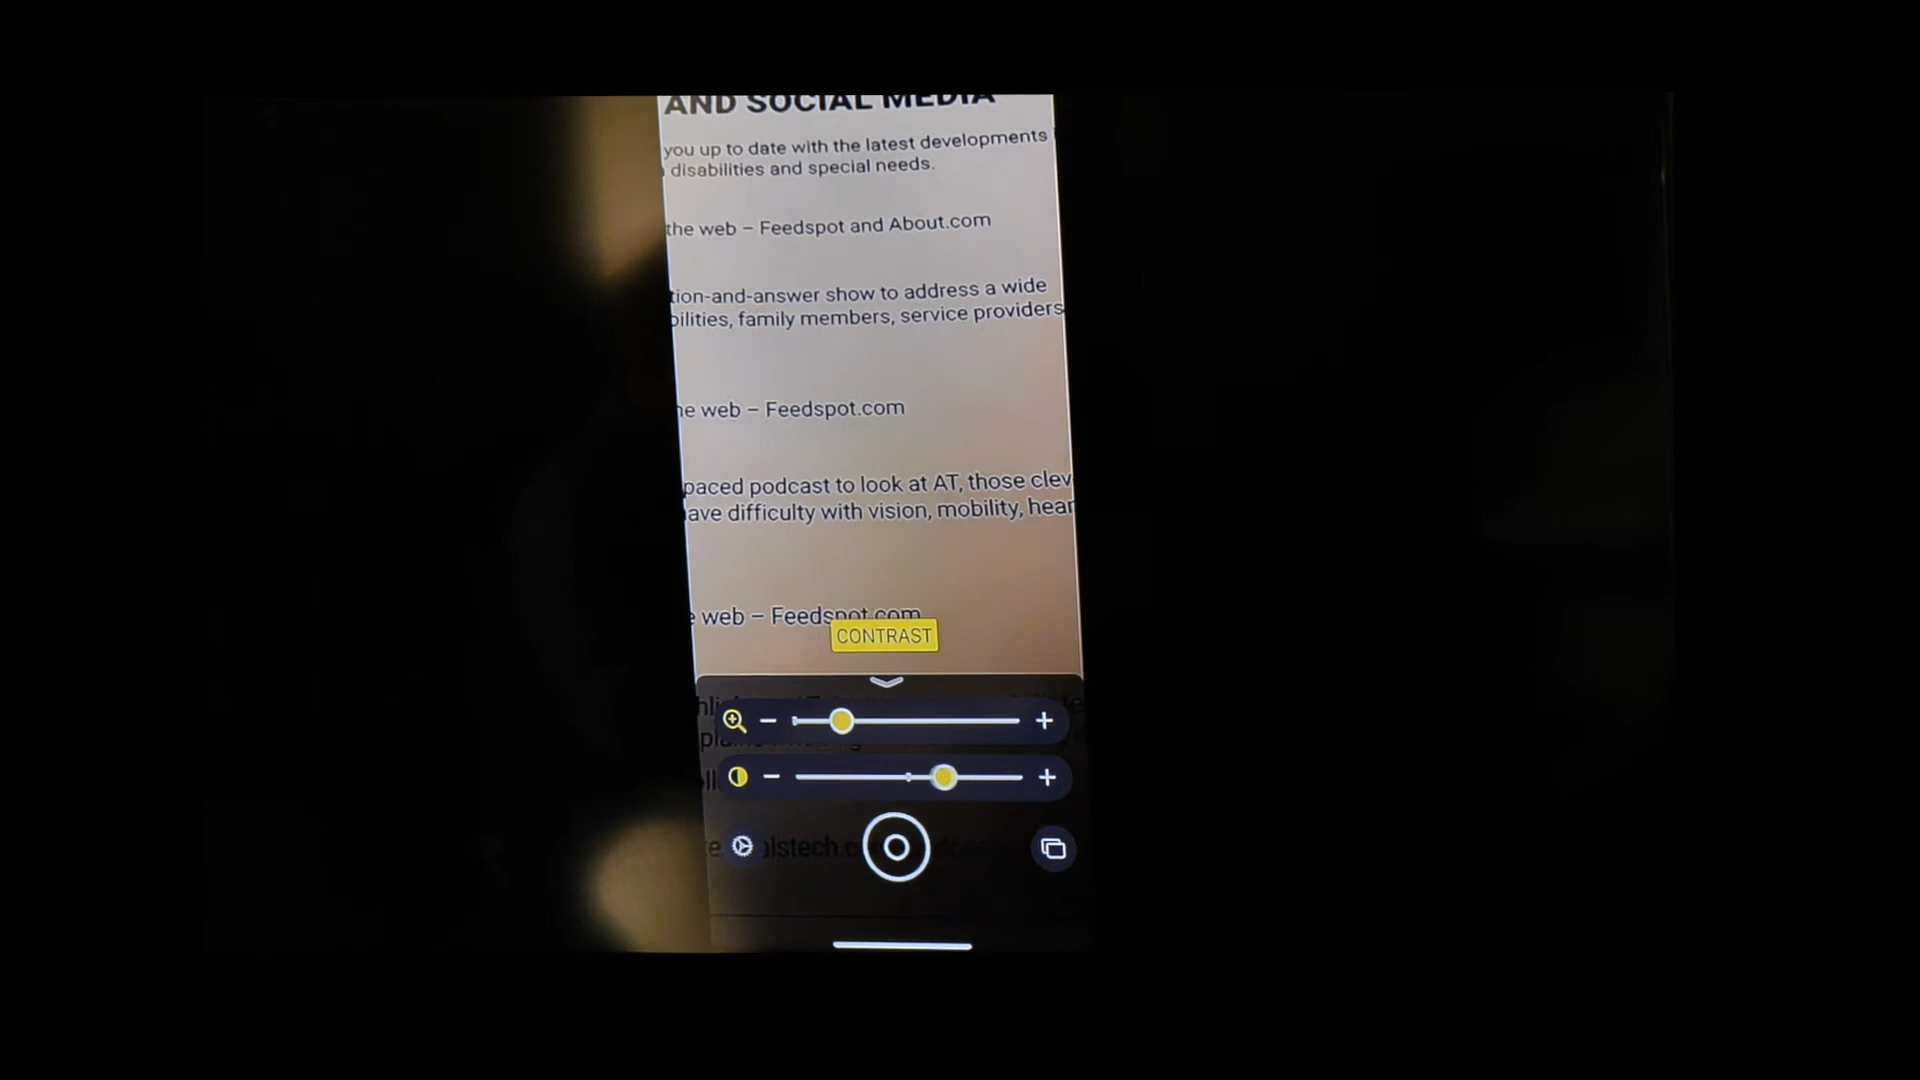 AND SOCIAL MEDIA
you up to date with the latest developments
disabilities and special needs.
the web – Feedspot and About.com
tion-and-answer show to address a wide
bilities, family members, service providers
he web – Feedspot.com
paced podcast to look at AT, those clev
ave difficulty with vision, mobility, hear
e web – Feedspot.com
CONTRAST
alstech.c